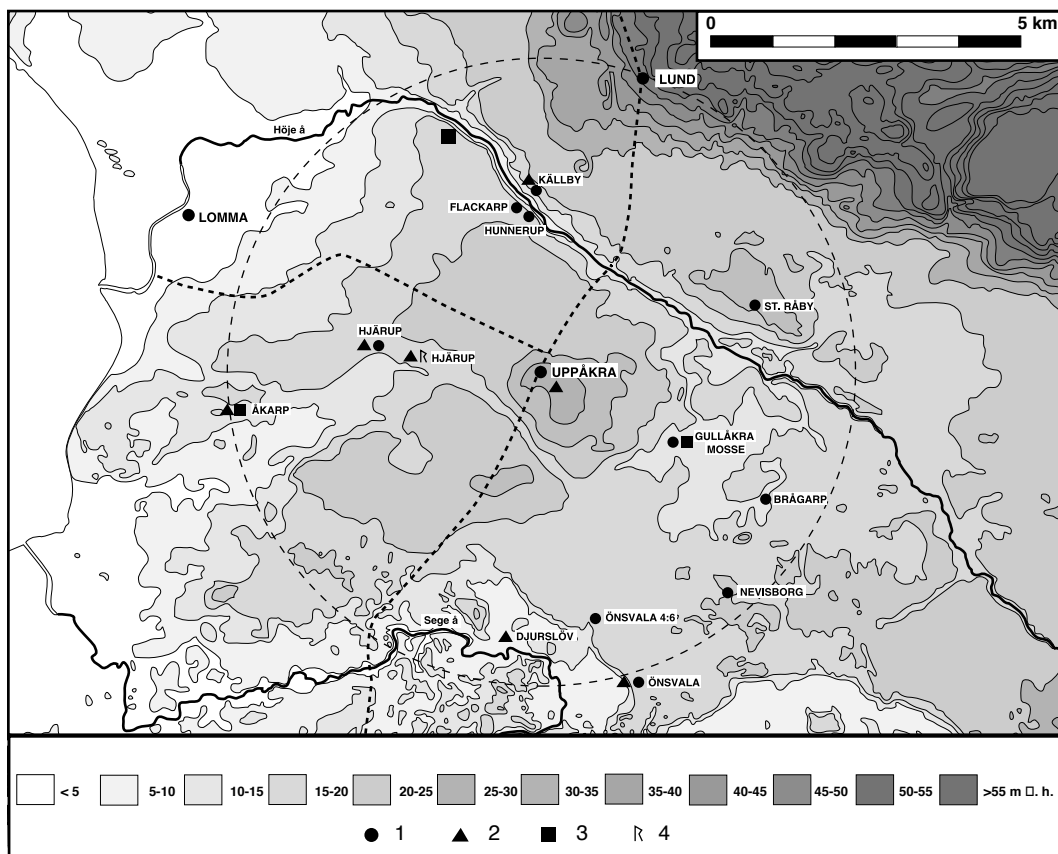 0 5 km
LUND
Höje å
KÄLLBY
FLACKARP
LOMMA
HUNNERUP
ST. RÅBY
HJÄRUP
ᚱ HJÄRUP
UPPÅKRA
ÅKARP
GULLÅKRA
MOSSE
BRÅGARP
NEVISBORG
ÖNSVALA 4:6
Sege å
DJURSLÖV
ÖNSVALA
< 5 5-10 10-15 15-20 20-25 25-30 30-35 35-40 40-45 45-50 50-55 >55 m □. h.
1 2 3 ᚱ 4